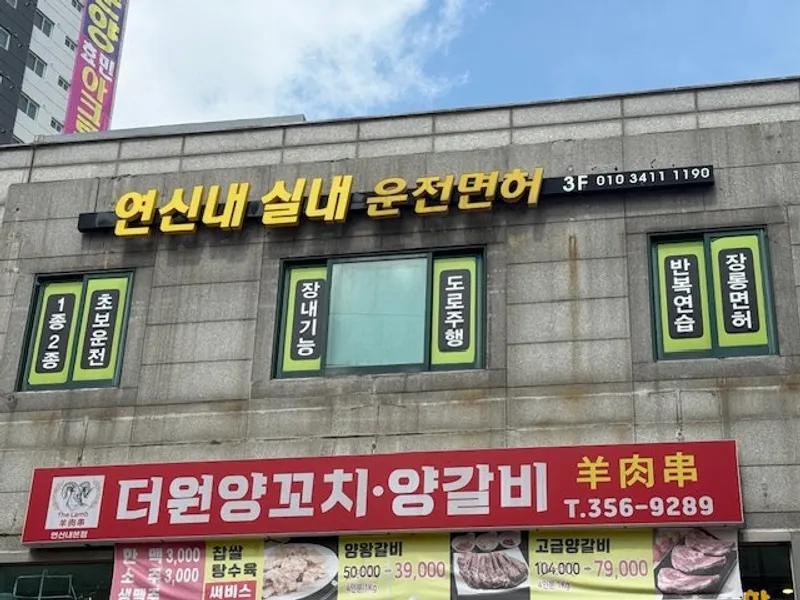 연신내 실내 운전면허 3F 010 3411 1190
1종2종
초보운전
장내기능
도로주행
반복연습
장롱면허
The Lamb
羊肉串
연신내본점
더원양꼬치·양갈비
羊肉串
T.356-9289
3,000
3,000
찹쌀
탕수육
써비스
양왕갈비
50,000 - 39,000
고급양갈비
104,000 - 79,000